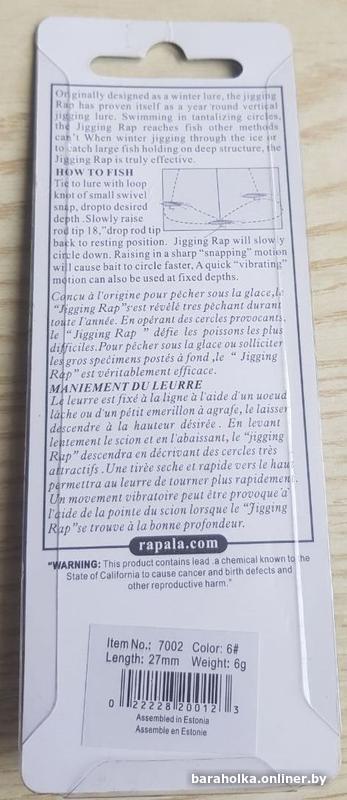 Originally designed as a winter lure, the jigging
Rap has proven itself as a year 'round vertical
jigging lure. Swimming in tantalizing circles,
the Jigging Rap reaches fish other methods
can't When winter jigging through the ice or
to catch large fish holding on deep structure, the
Jigging Rap is truly effective.
HOW TO FISH
Tie to lure with loop
knot of small swivel
snap, dropto desired
depth .Slowly raise
rod tip 18,"drop rod tip
back to resting position. Jigging Rap will slowly
circle down. Raising in a sharp "snapping" motion
will cause bait to circle faster, A quick "vibrating"
motion can also be used at fixed depths.
Conçu à l'origine pour pêcher sous la glace,le
"Jigging Rap"s'est révélé très pêchant durant
toute l'année. En opérant des cercles provocants,
le "Jigging Rap " défie les poissons les plus
difficiles.Pour pêcher sous la glace ou solliciter
les gros specimens postés à fond ,le " Jigging
Rap"est véritablement efficace.
MANIEMENT DU LEURRE
Le leurre est fixé à la ligne à l'aide d'un uoeud
lâche ou d'un pétit emerillon à agrafe, le laisser
descendre à la hauteur désirée . En levant
lentement le scion et en l'abaissant, le "jigging
Rap" descendra en décrivant des cercles très
attractifs .Une tirèe seche et rapide vers le haut
permettra au leurre de tourner plus rapidement.
Un movement vibratoire peut être provoque à
l'aide de la pointe du scion lorsque le "Jigging
Rap"se trouve à la bonne profondeur.
rapala.com
"WARNING: This product contains lead .a chemical known to the
State of California to cause cancer and birth defects and
other reproductive harm."
Item No.: 7002 Color: 6#
Length: 27mm Weight: 6g
0 22228 20012 3
Assembled in Estonia
Assemble en Estonie
baraholka.onliner.by